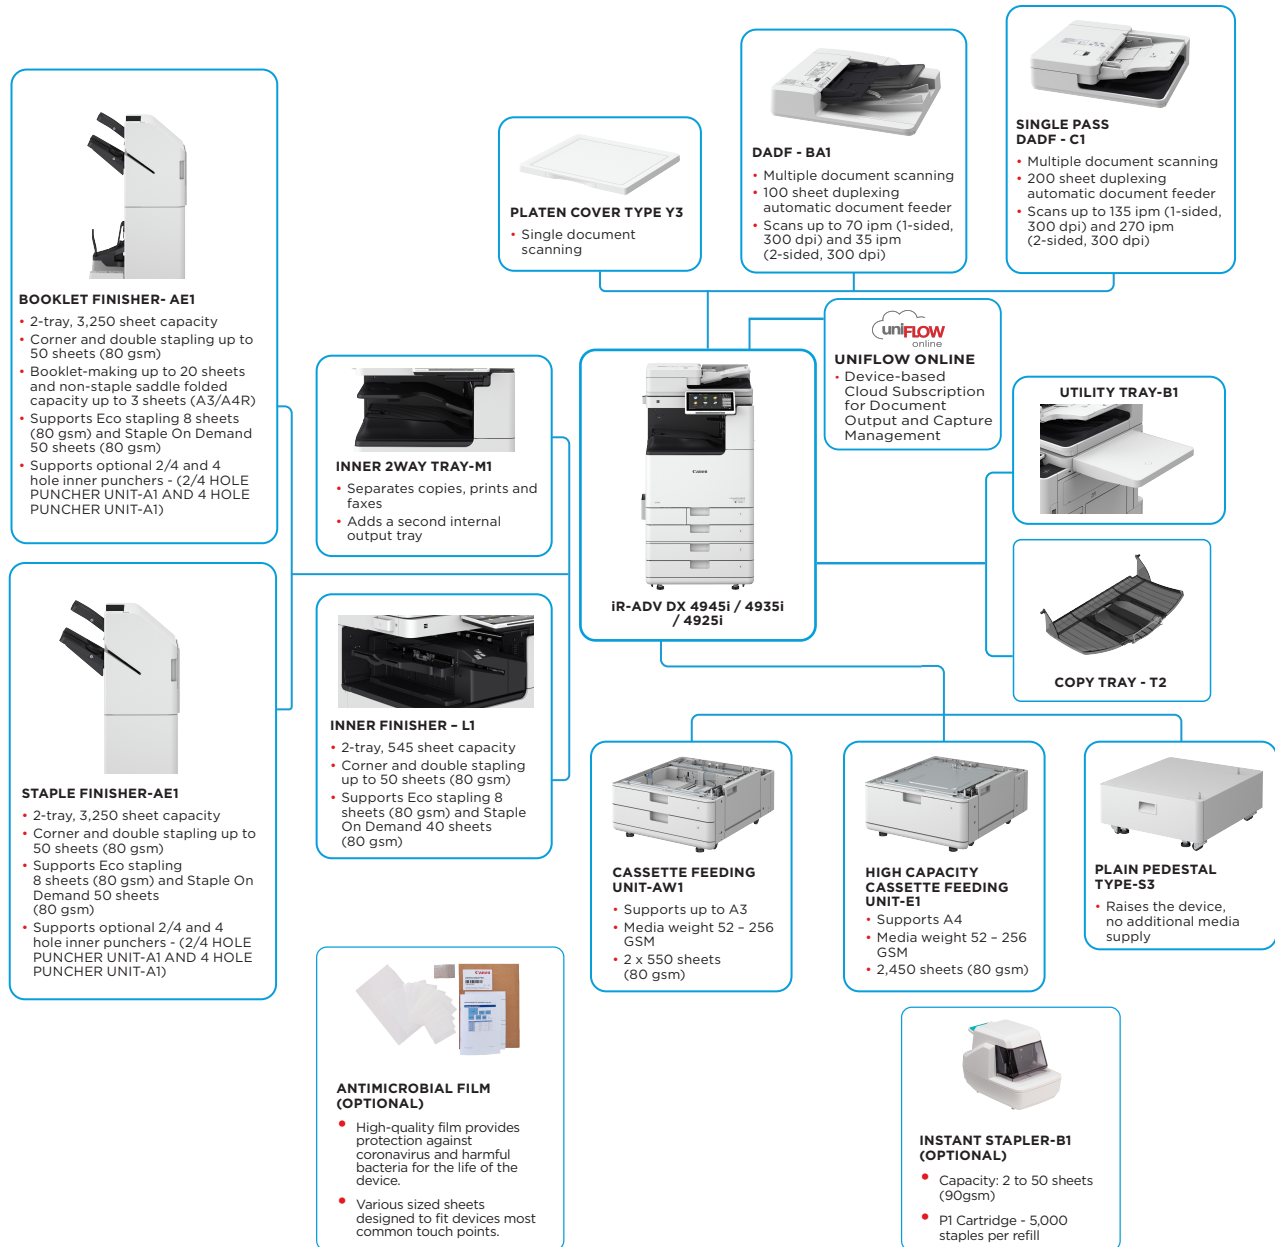 BOOKLET FINISHER- AE1
• 2-tray, 3,250 sheet capacity
• Corner and double stapling up to
50 sheets (80 gsm)
• Booklet-making up to 20 sheets
and non-staple saddle folded
capacity up to 3 sheets (A3/A4R)
• Supports Eco stapling 8 sheets
(80 gsm) and Staple On Demand
50 sheets (80 gsm)
• Supports optional 2/4 and 4
hole inner punchers - (2/4 HOLE
PUNCHER UNIT-A1 AND 4 HOLE
PUNCHER UNIT-A1)
STAPLE FINISHER-AE1
• 2-tray, 3,250 sheet capacity
• Corner and double stapling up to
50 sheets (80 gsm)
• Supports Eco stapling
8 sheets (80 gsm) and Staple On
Demand 50 sheets
(80 gsm)
• Supports optional 2/4 and 4
hole inner punchers - (2/4 HOLE
PUNCHER UNIT-A1 AND 4 HOLE
PUNCHER UNIT-A1)
INNER 2WAY TRAY-M1
• Separates copies, prints and
faxes
• Adds a second internal
output tray
INNER FINISHER – L1
• 2-tray, 545 sheet capacity
• Corner and double stapling
up to 50 sheets (80 gsm)
• Supports Eco stapling 8
sheets (80 gsm) and Staple
On Demand 40 sheets
(80 gsm)
PLATEN COVER TYPE Y3
• Single document
scanning
DADF - BA1
• Multiple document scanning
• 100 sheet duplexing
automatic document feeder
• Scans up to 70 ipm (1-sided,
300 dpi) and 35 ipm
(2-sided, 300 dpi)
SINGLE PASS
DADF - C1
• Multiple document scanning
• 200 sheet duplexing
automatic document feeder
• Scans up to 135 ipm (1-sided,
300 dpi) and 270 ipm
(2-sided, 300 dpi)
uniFLOW
online
UNIFLOW ONLINE
• Device-based
Cloud Subscription
for Document
Output and Capture
Management
Canon
iR-ADV DX 4945i / 4935i
/ 4925i
UTILITY TRAY-B1
COPY TRAY - T2
CASSETTE FEEDING
UNIT-AW1
• Supports up to A3
• Media weight 52 – 256
GSM
• 2 x 550 sheets
(80 gsm)
HIGH CAPACITY
CASSETTE FEEDING
UNIT-E1
• Supports A4
• Media weight 52 – 256
GSM
• 2,450 sheets (80 gsm)
PLAIN PEDESTAL
TYPE-S3
• Raises the device,
no additional media
supply
Canon
ANTIMICROBIAL FILM
(OPTIONAL)
• High-quality film provides
protection against
coronavirus and harmful
bacteria for the life of the
device.
• Various sized sheets
designed to fit devices most
common touch points.
INSTANT STAPLER-B1
(OPTIONAL)
• Capacity: 2 to 50 sheets
(90gsm)
• P1 Cartridge - 5,000
staples per refill